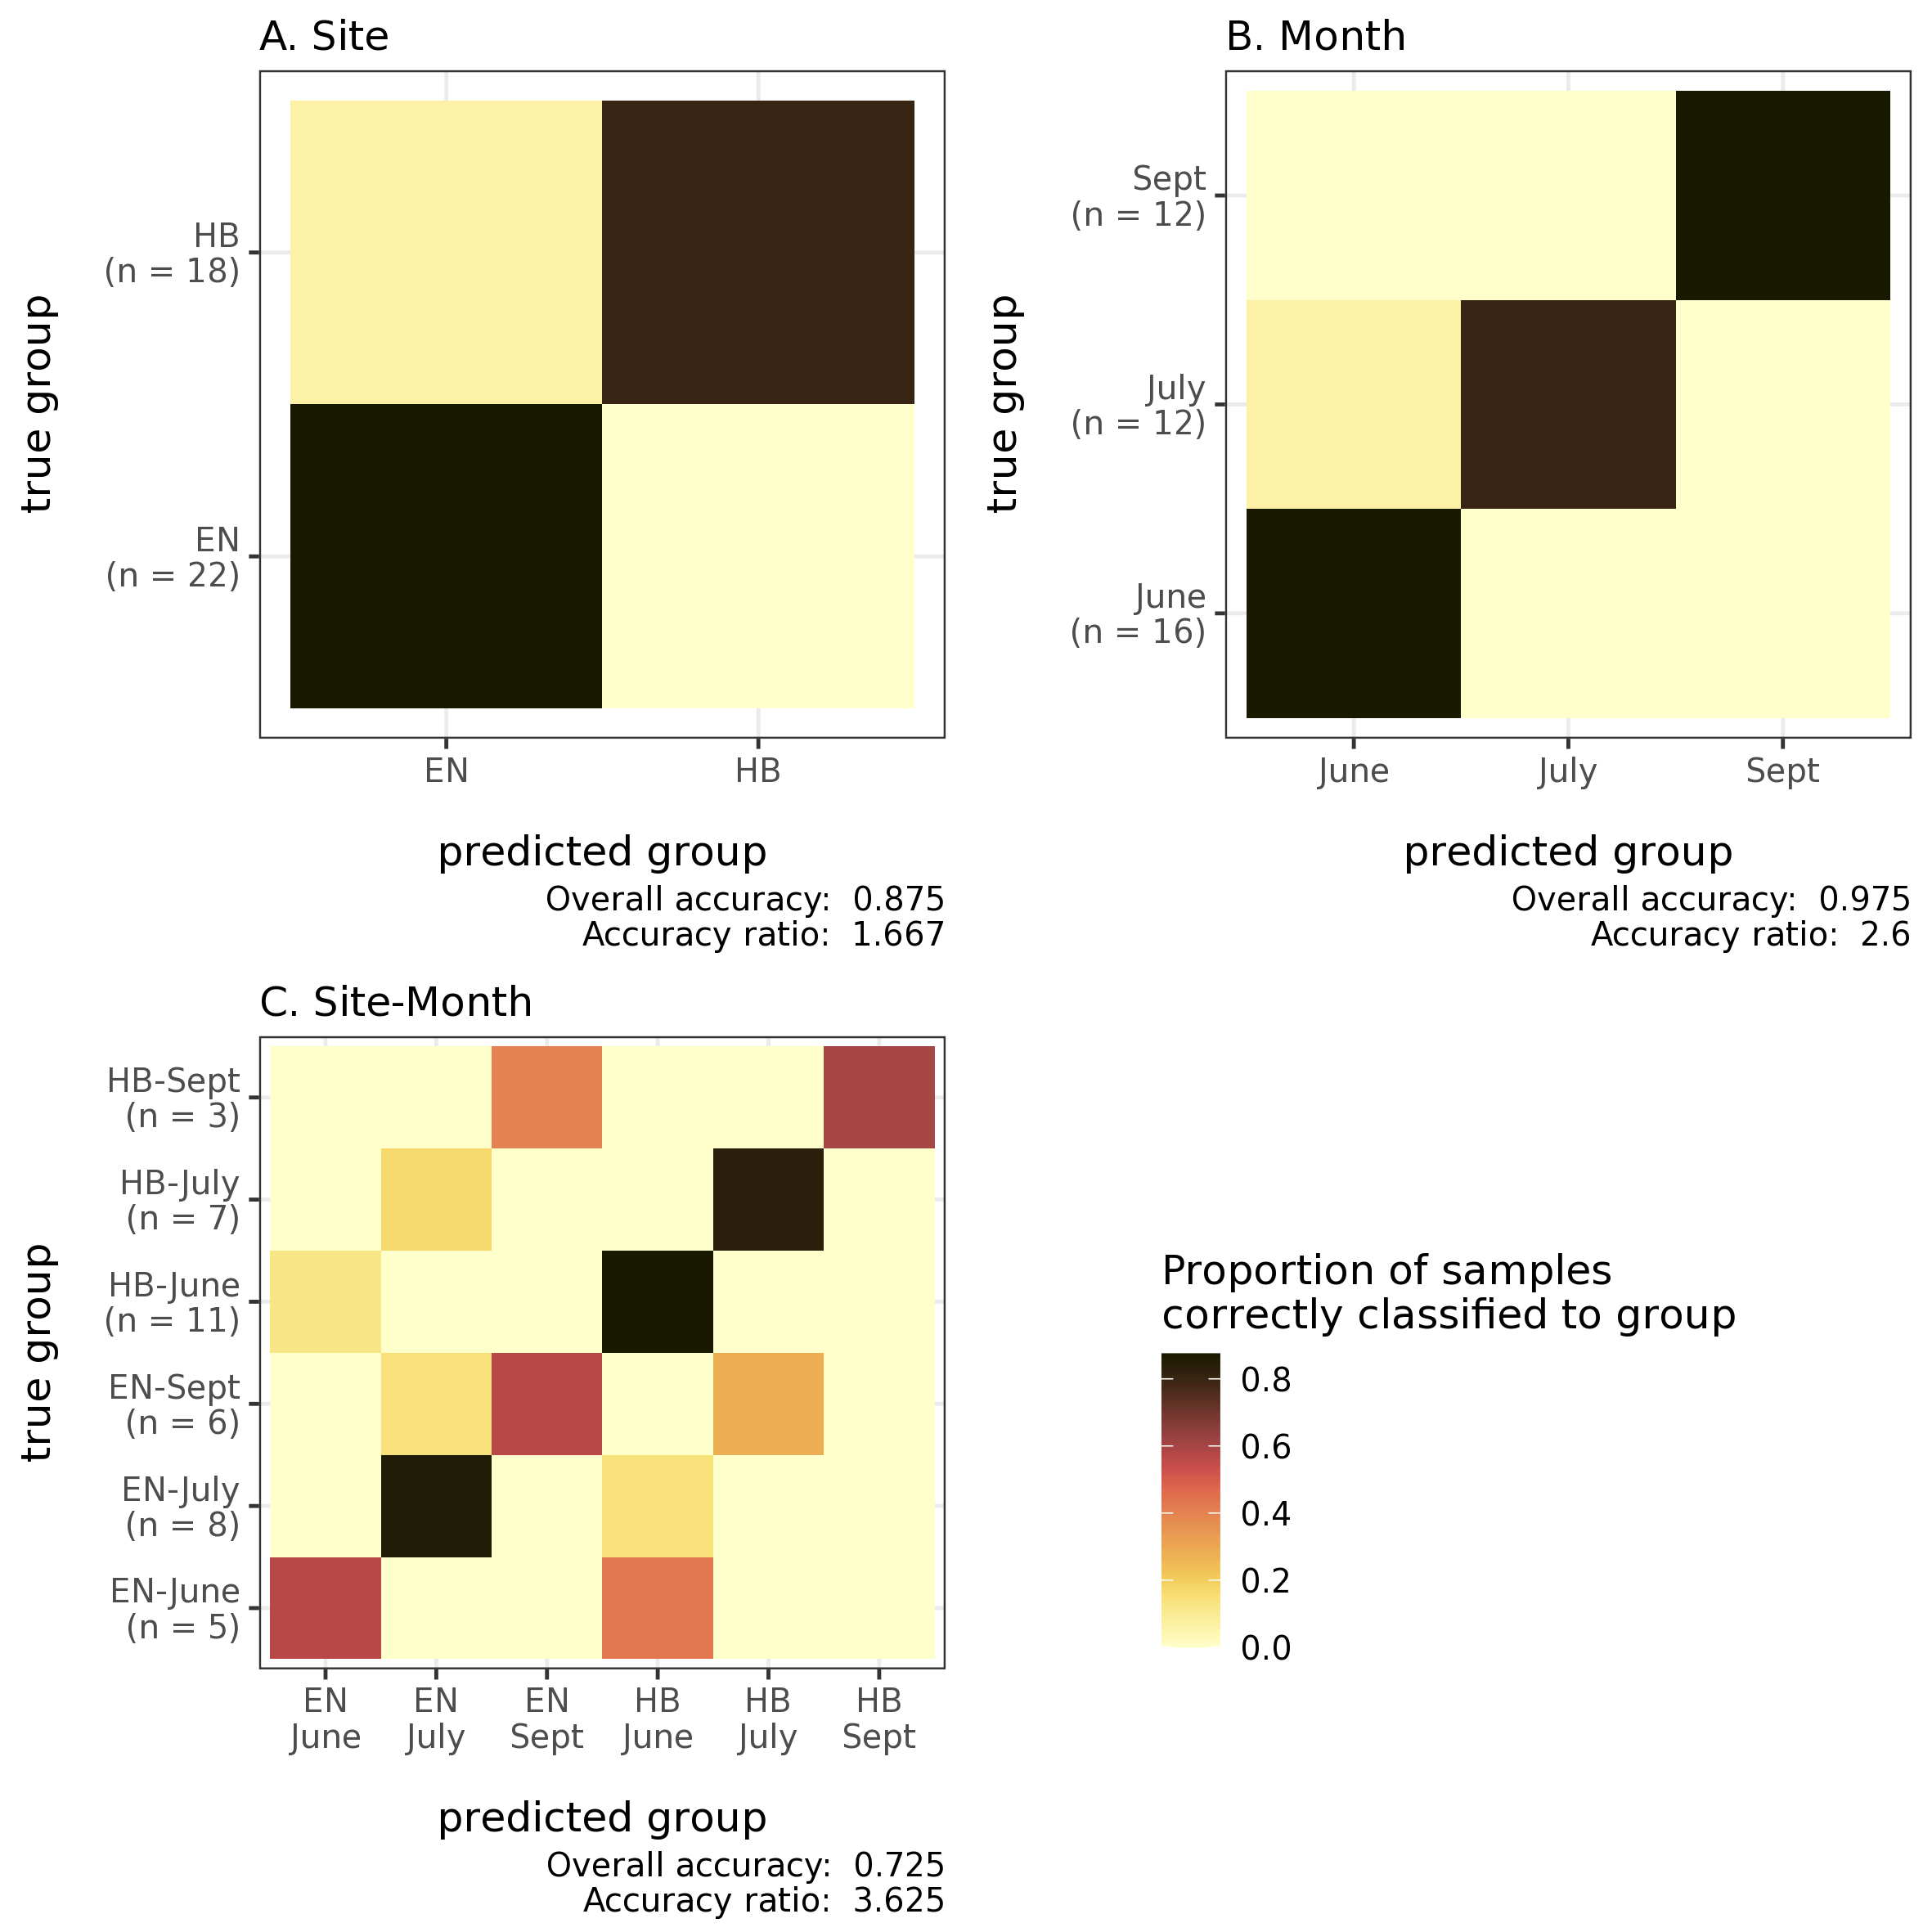 A. Site
true group
HB
(n = 18)
EN
(n = 22)
EN
HB
predicted group
Overall accuracy: 0.875
Accuracy ratio: 1.667
B. Month
true group
Sept
(n = 12)
July
(n = 12)
June
(n = 16)
June
July
Sept
predicted group
Overall accuracy: 0.975
Accuracy ratio: 2.6
C. Site-Month
true group
HB-Sept
(n = 3)
HB-July
(n = 7)
HB-June
(n = 11)
EN-Sept
(n = 6)
EN-July
(n = 8)
EN-June
(n = 5)
EN
June
EN
July
EN
Sept
HB
June
HB
July
HB
Sept
predicted group
Overall accuracy: 0.725
Accuracy ratio: 3.625
Proportion of samples
correctly classified to group
0.8
0.6
0.4
0.2
0.0